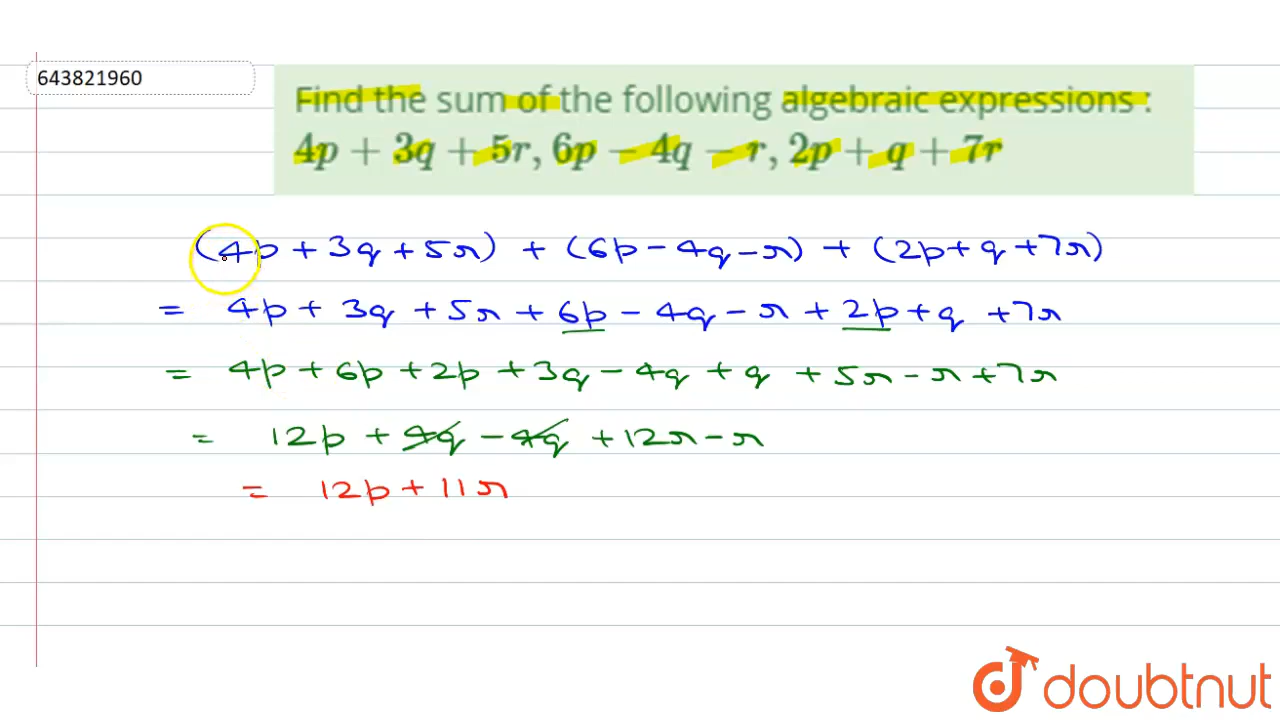 643821960
Find the sum of the following algebraic expressions :
4p + 3q + 5r, 6p − 4q − r, 2p + q + 7r
(4p + 3q + 5r) + (6p − 4q − r) + (2p + q + 7r)
= 4p + 3q + 5r + 6p − 4q − r + 2p + q + 7r
= 4p + 6p + 2p + 3q − 4q + q + 5r − r + 7r
= 12p + 4q − 4q + 12r − r
= 12p + 11r
doubtnut